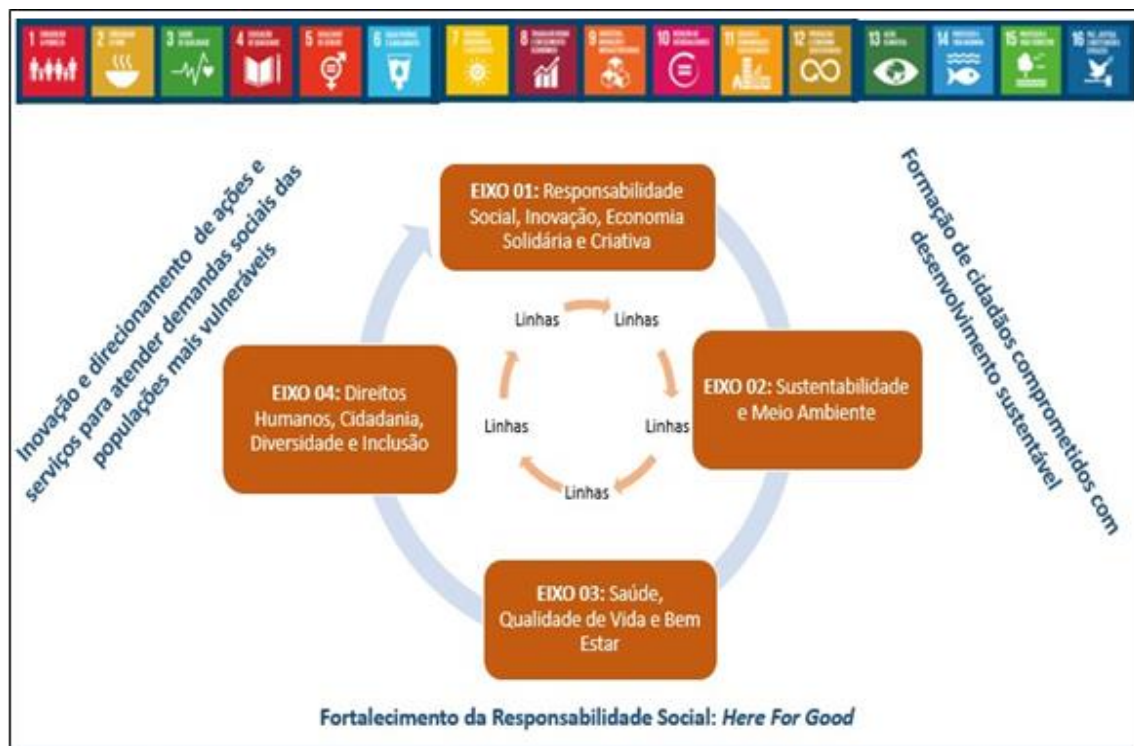 1
2
3
4
5
6
7
8
9
10
11
12
13
14
15
16
Inovação e direcionamento de ações e
serviços para atender demandas sociais das
populações mais vulneráveis
Formação de cidadãos comprometidos com
desenvolvimento sustentável
EIXO 01: Responsabilidade
Social, Inovação, Economia
Solidária e Criativa
Linhas
Linhas
EIXO 04: Direitos
Humanos, Cidadania,
Diversidade e Inclusão
EIXO 02: Sustentabilidade
e Meio Ambiente
Linhas
Linhas
Linhas
EIXO 03: Saúde,
Qualidade de Vida e Bem
Estar
Fortalecimento da Responsabilidade Social: Here For Good